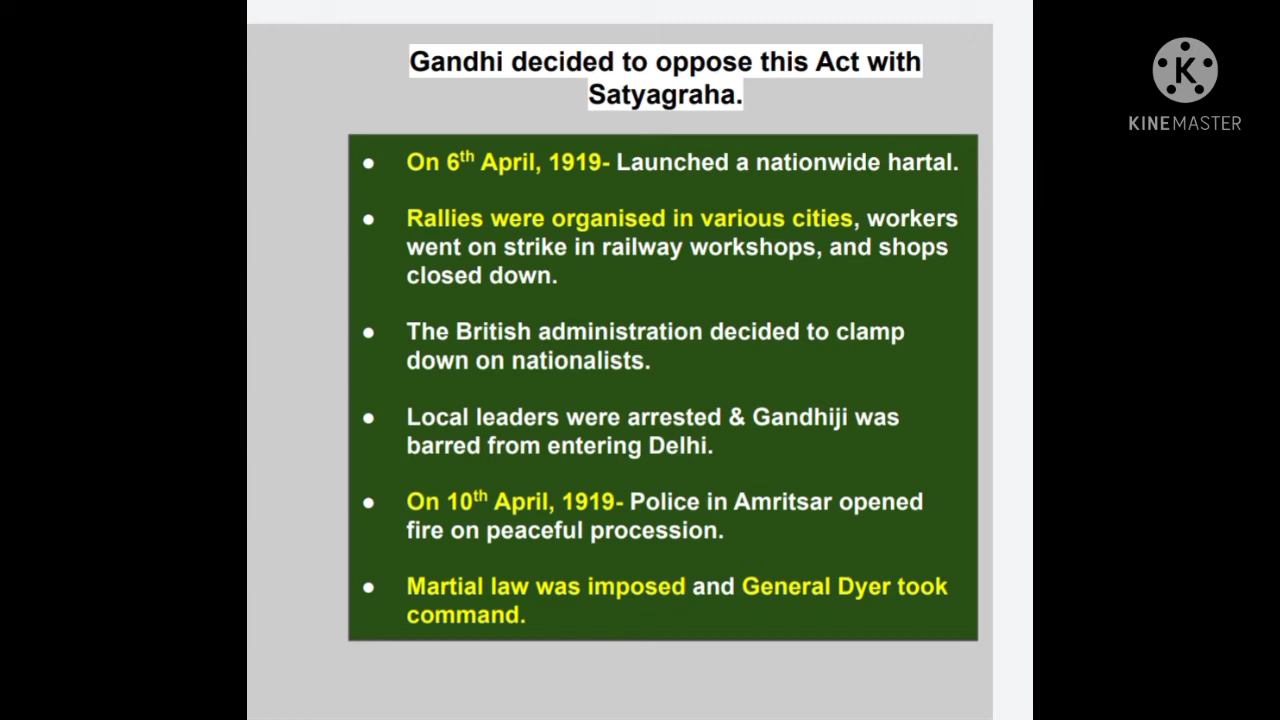 Gandhi decided to oppose this Act with
Satyagraha.
K
KINEMASTER
● On 6th April, 1919- Launched a nationwide hartal.
● Rallies were organised in various cities, workers
went on strike in railway workshops, and shops
closed down.
● The British administration decided to clamp
down on nationalists.
● Local leaders were arrested & Gandhiji was
barred from entering Delhi.
● On 10th April, 1919- Police in Amritsar opened
fire on peaceful procession.
● Martial law was imposed and General Dyer took
command.